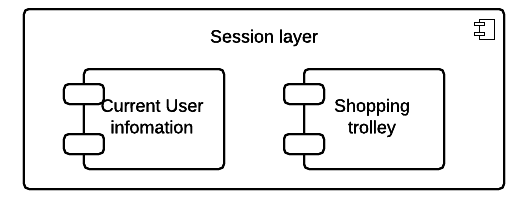 Session layer
Current User
infomation
Shopping
trolley